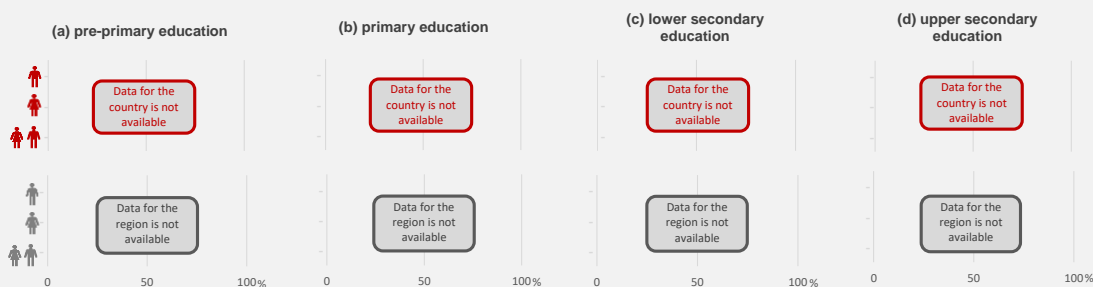 (a) pre-primary education
(b) primary education
(c) lower secondary
education
(d) upper secondary
education
Data for the
country is not
available
Data for the
country is not
available
Data for the
country is not
available
Data for the
country is not
available
Data for the
region is not
available
Data for the
region is not
available
Data for the
region is not
available
Data for the
region is not
available
0 50 100%
0 50 100%
0 50 100%
0 50 100%